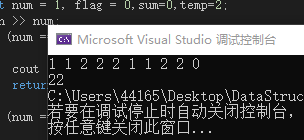 t num = 1, flag = 0,sum=0,temp=2;
n >> num;
(num =
Microsoft Visual Studio 调试控制台
1 1 2 2 2 1 1 2 2 0
22
C:\Users\44165\Desktop\DataStruc
retu
若要在调试停止时自动关闭控制台,
按任意键关闭此窗口...
(num =